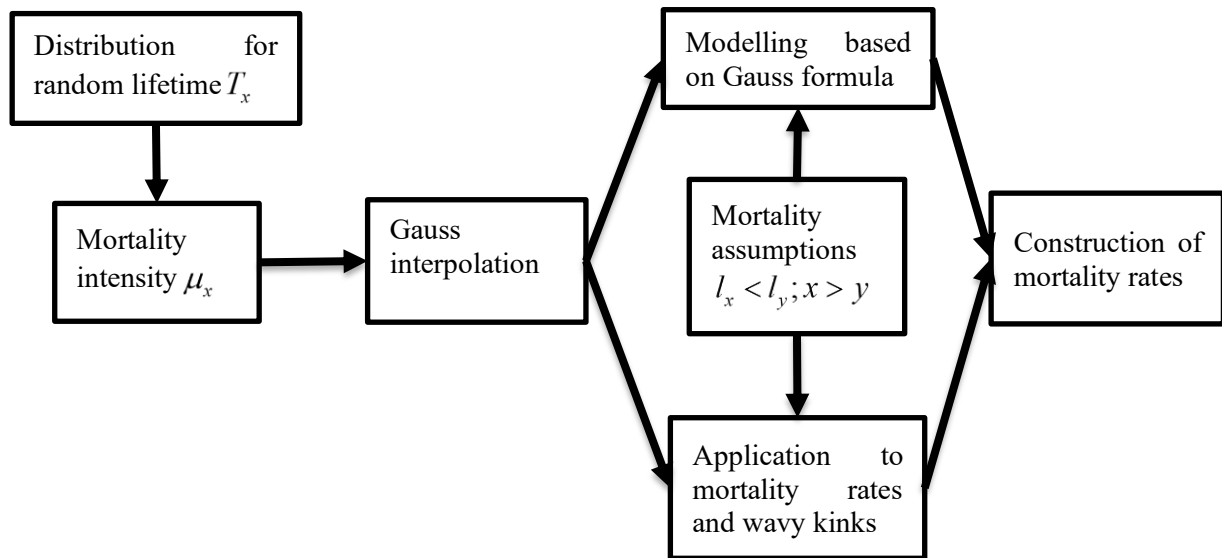 Distribution for
random lifetime T_x
Mortality
intensity μ_x
Gauss
interpolation
Modelling based
on Gauss formula
Mortality
assumptions
l_x < l_y; x > y
Application to
mortality rates
and wavy kinks
Construction of
mortality rates